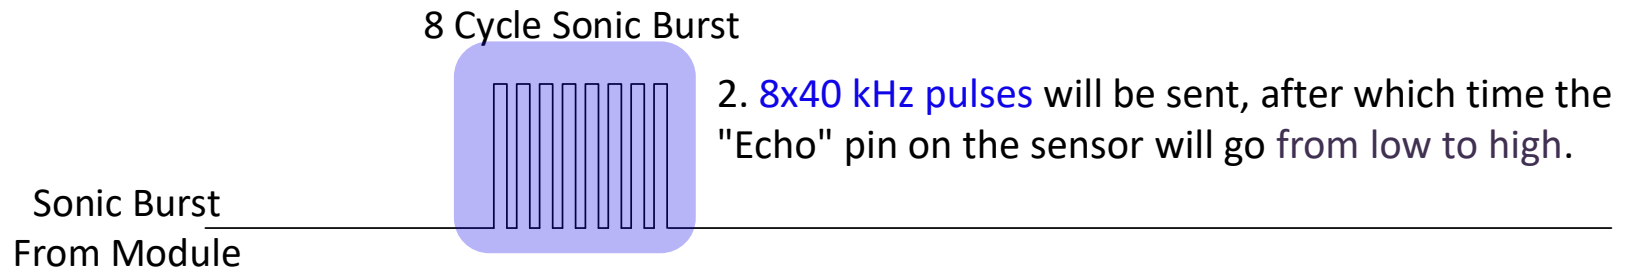 8 Cycle Sonic Burst
2. 8x40 kHz pulses will be sent, after which time the
"Echo" pin on the sensor will go from low to high.
Sonic Burst
From Module